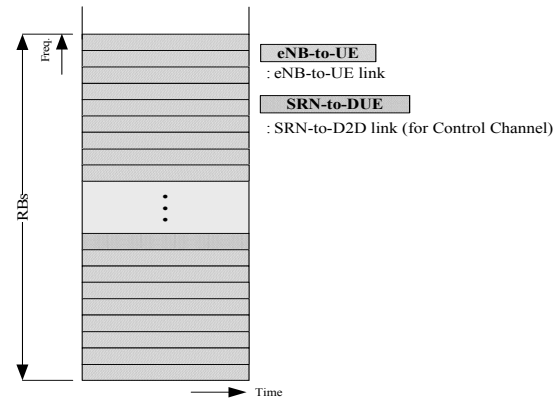 Freq.
eNB-to-UE
: eNB-to-UE link
SRN-to-DUE
: SRN-to-D2D link (for Control Channel)
RBs
Time